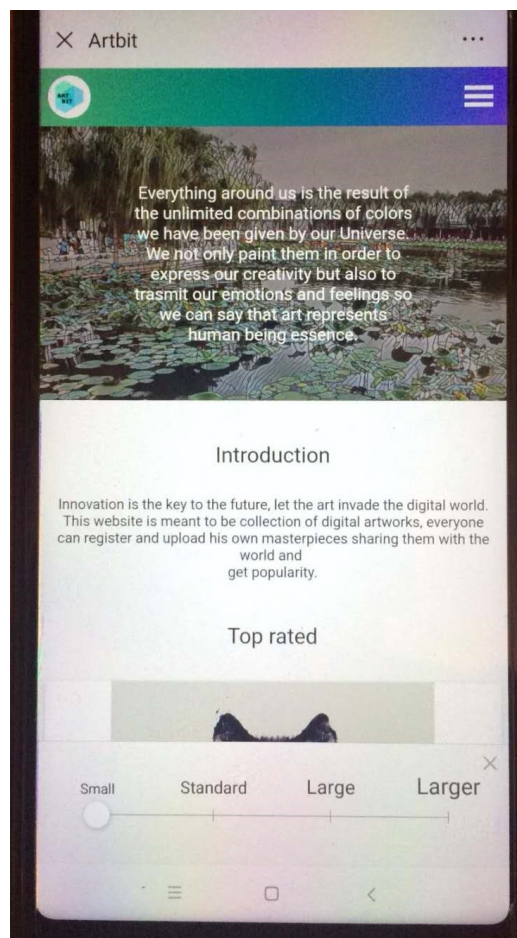 Artbit
ART
BIT
Everything around us is the result of
the unlimited combinations of colors
we have been given by our Universe.
We not only paint them in order to
express our creativity but also to
trasmit our emotions and feelings so
we can say that art represents
human being essence.
Introduction
Innovation is the key to the future, let the art invade the digital world.
This website is meant to be collection of digital artworks, everyone
can register and upload his own masterpieces sharing them with the
world and
get popularity.
Top rated
Small Standard Large Larger